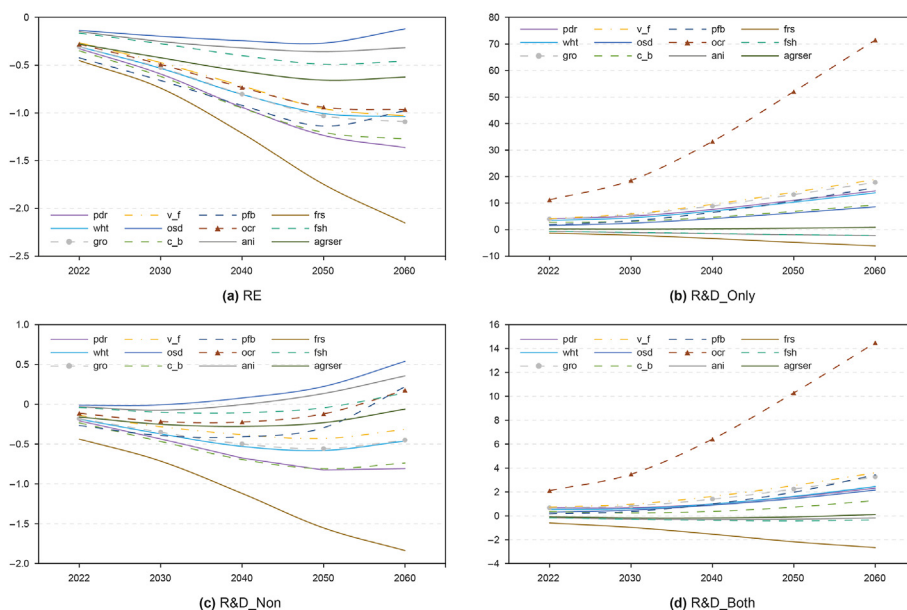 0.0
−0.5
−1.0
−1.5
−2.0
−2.5
pdr v_f pfb frs
wht osd ocr fsh
gro c_b ani agrser
2022 2030 2040 2050 2060
(a) RE
80
70
60
50
40
30
20
10
0
−10
pdr v_f pfb frs
wht osd ocr fsh
gro c_b ani agrser
2022 2030 2040 2050 2060
(b) R&D_Only
1.0
0.5
0.0
−0.5
−1.0
−1.5
−2.0
pdr v_f pfb frs
wht osd ocr fsh
gro c_b ani agrser
2022 2030 2040 2050 2060
(c) R&D_Non
16
14
12
10
8
6
4
2
0
−2
−4
pdr v_f pfb frs
wht osd ocr fsh
gro c_b ani agrser
2022 2030 2040 2050 2060
(d) R&D_Both